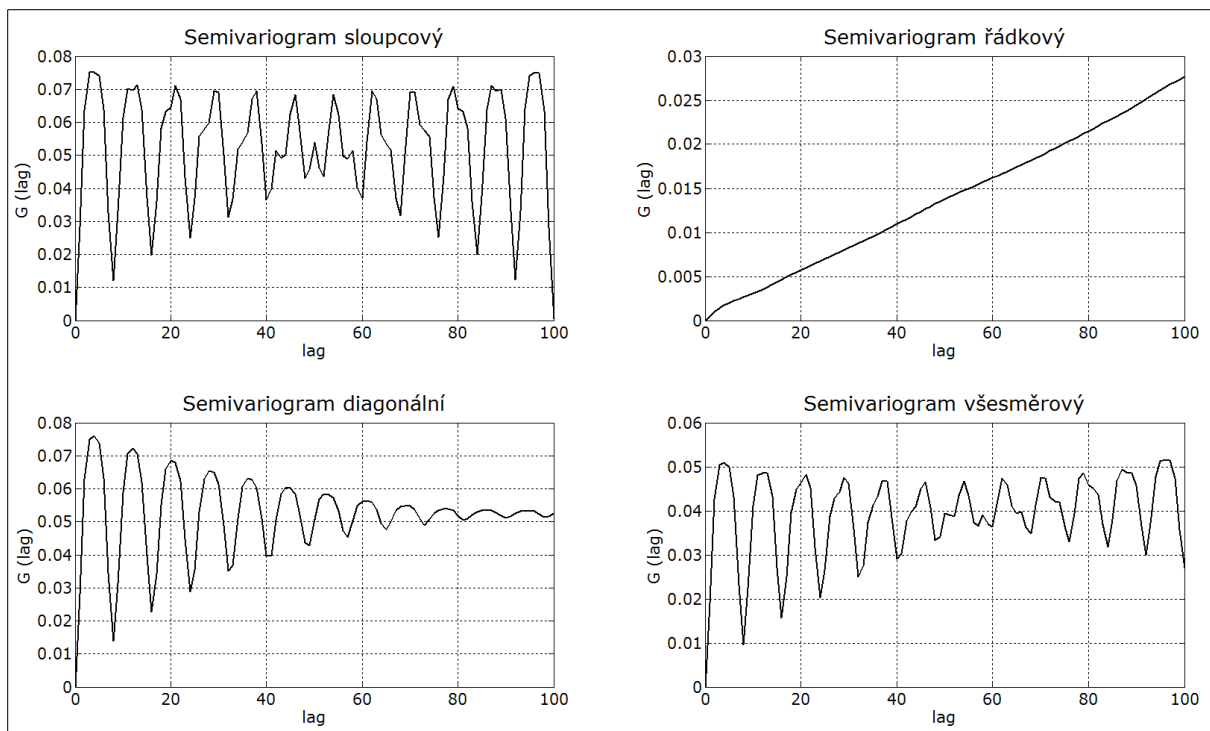 Semivariogram sloupcový
0.08
0.07
0.06
0.05
0.04
0.03
0.02
0.01
0
G (lag)
0 20 40 60 80 100
lag
Semivariogram řádkový
0.03
0.025
0.02
0.015
0.01
0.005
0
G (lag)
0 20 40 60 80 100
lag
Semivariogram diagonální
0.08
0.07
0.06
0.05
0.04
0.03
0.02
0.01
0
G (lag)
0 20 40 60 80 100
lag
Semivariogram všesměrový
0.06
0.05
0.04
0.03
0.02
0.01
0
G (lag)
0 20 40 60 80 100
lag